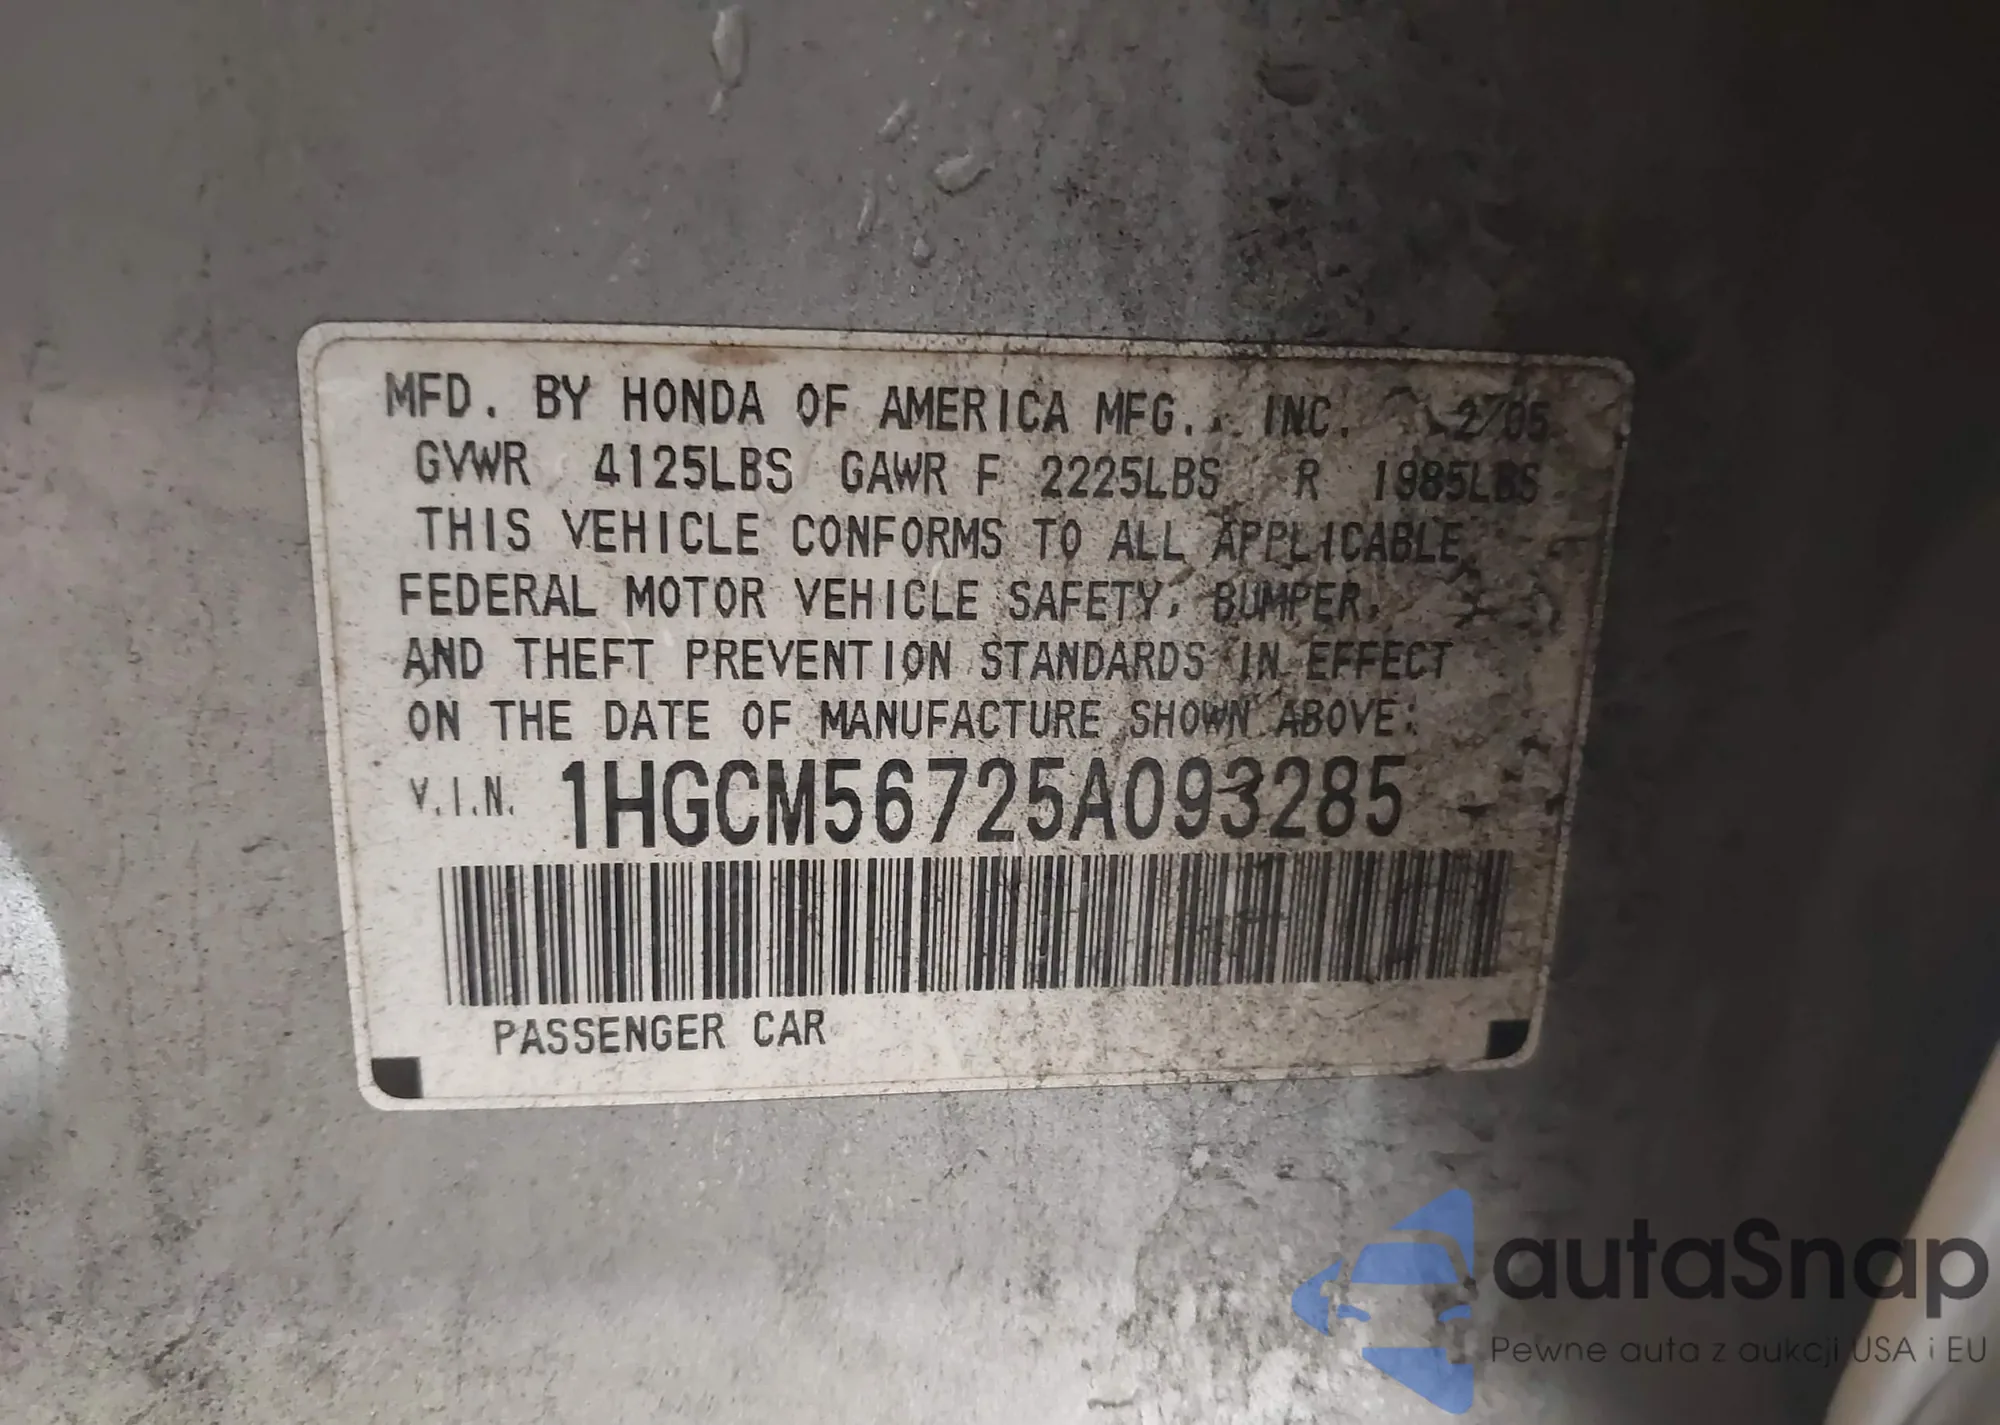 MFD. BY HONDA OF AMERICA MFG., INC. 2/05
GVWR 4125LBS GAWR F 2225LBS R 1985LBS
THIS VEHICLE CONFORMS TO ALL APPLICABLE
FEDERAL MOTOR VEHICLE SAFETY, BUMPER,
AND THEFT PREVENTION STANDARDS IN EFFECT
ON THE DATE OF MANUFACTURE SHOWN ABOVE:
V.I.N. 1HGCM56725A093285
PASSENGER CAR
autaSnap
Pewne auta z aukcji USA i EU